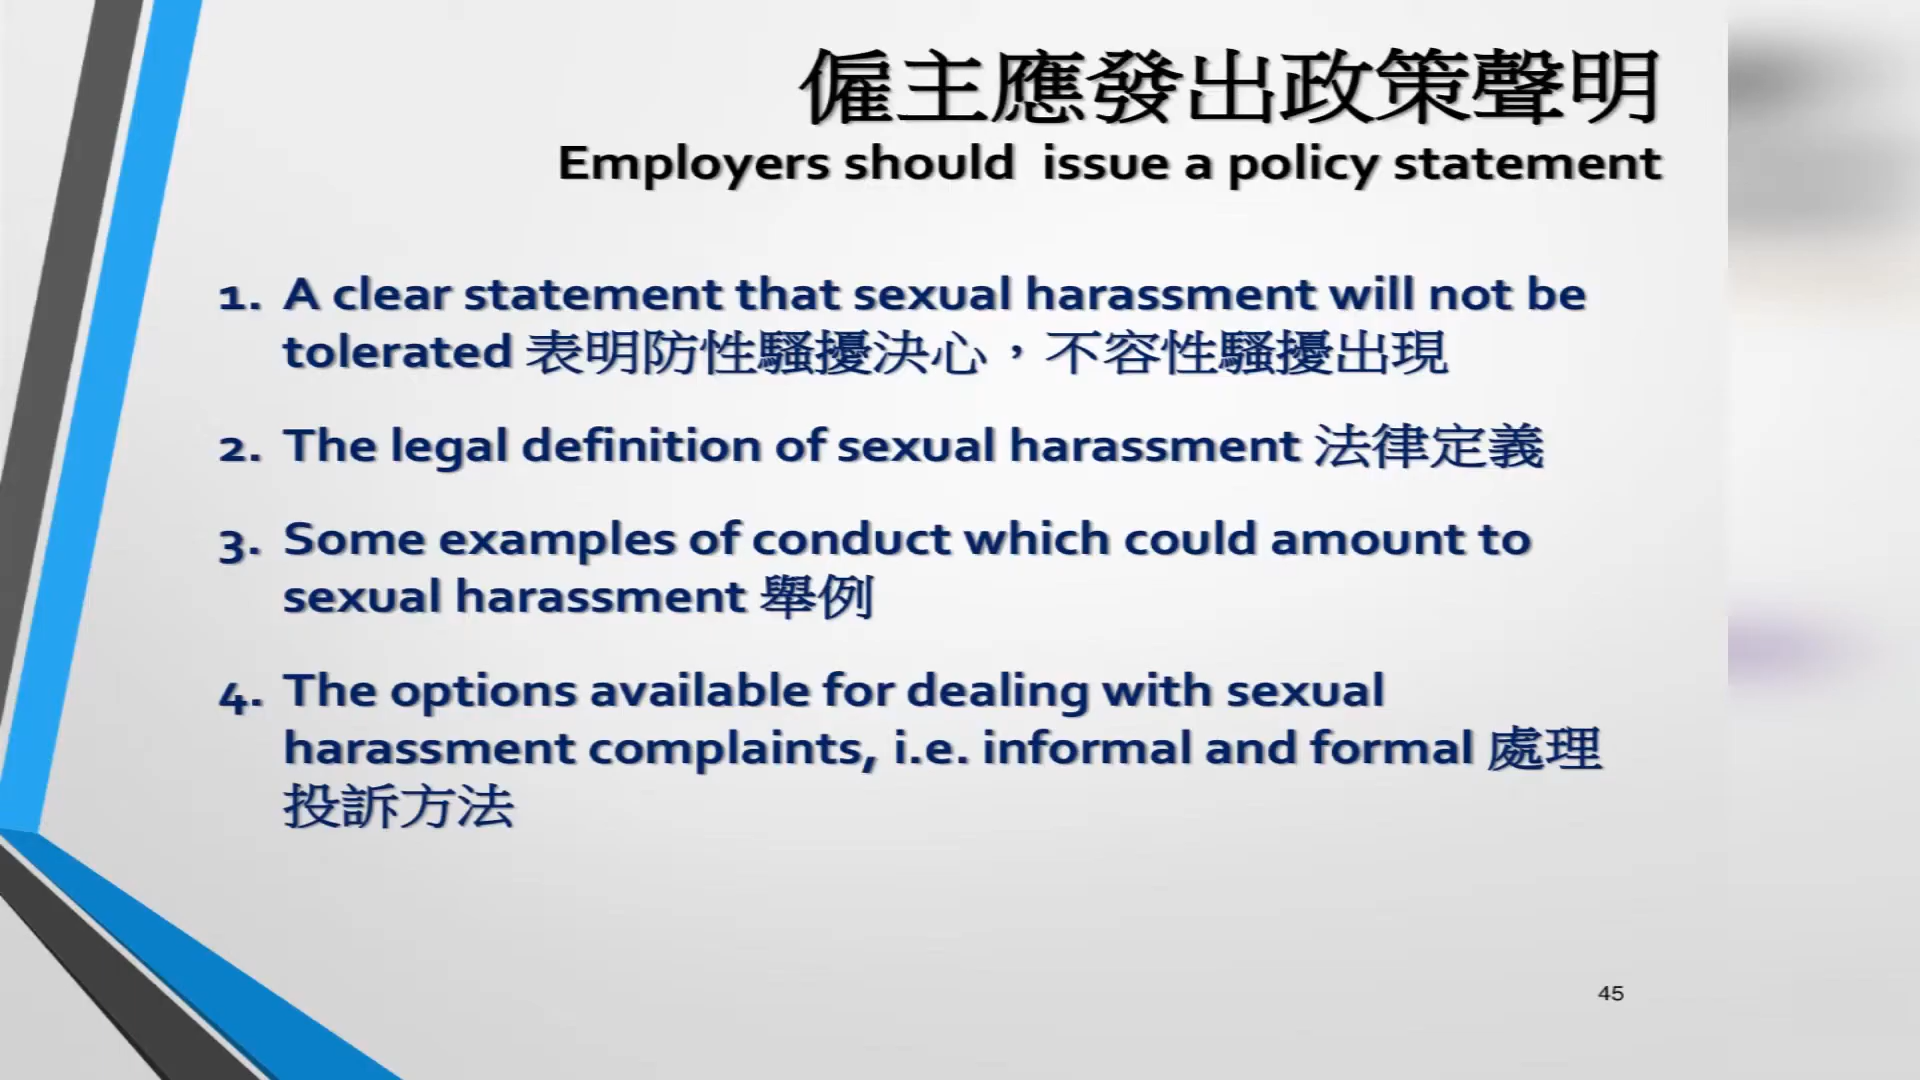 僱主應發出政策聲明
Employers should issue a policy statement
1. A clear statement that sexual harassment will not be
tolerated 表明防性騷擾決心，不容性騷擾出現
2. The legal definition of sexual harassment 法律定義
3. Some examples of conduct which could amount to
sexual harassment 舉例
4. The options available for dealing with sexual
harassment complaints, i.e. informal and formal 處理
投訴方法
45